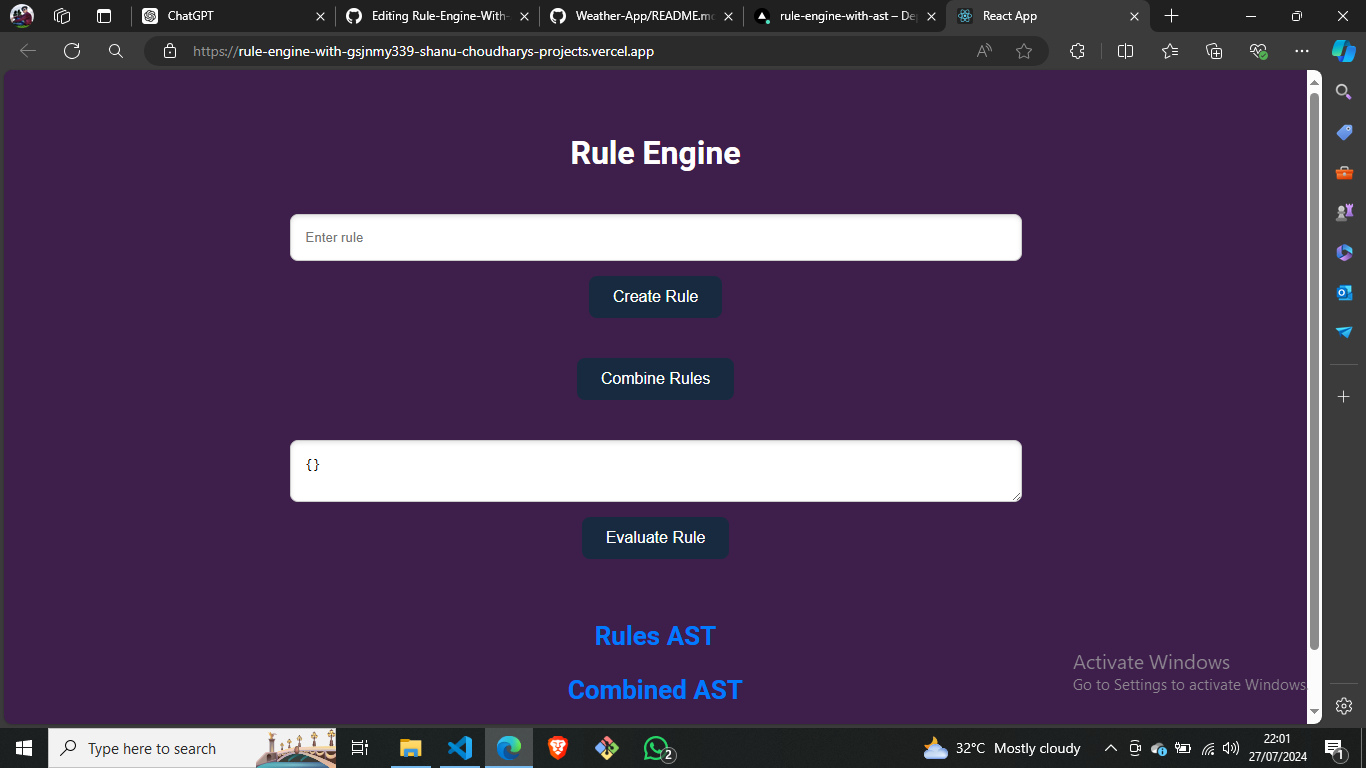 ChatGPT
Editing Rule-Engine-With-
Weather-App/README.m
rule-engine-with-ast – De
React App
https://rule-engine-with-gsjnmy339-shanu-choudharys-projects.vercel.app
Rule Engine
Enter rule
Create Rule
Combine Rules
{}
Evaluate Rule
Rules AST
Combined AST
Activate Windows
Go to Settings to activate Windows
Type here to search
2
32°C Mostly cloudy
22:01
27/07/2024
1